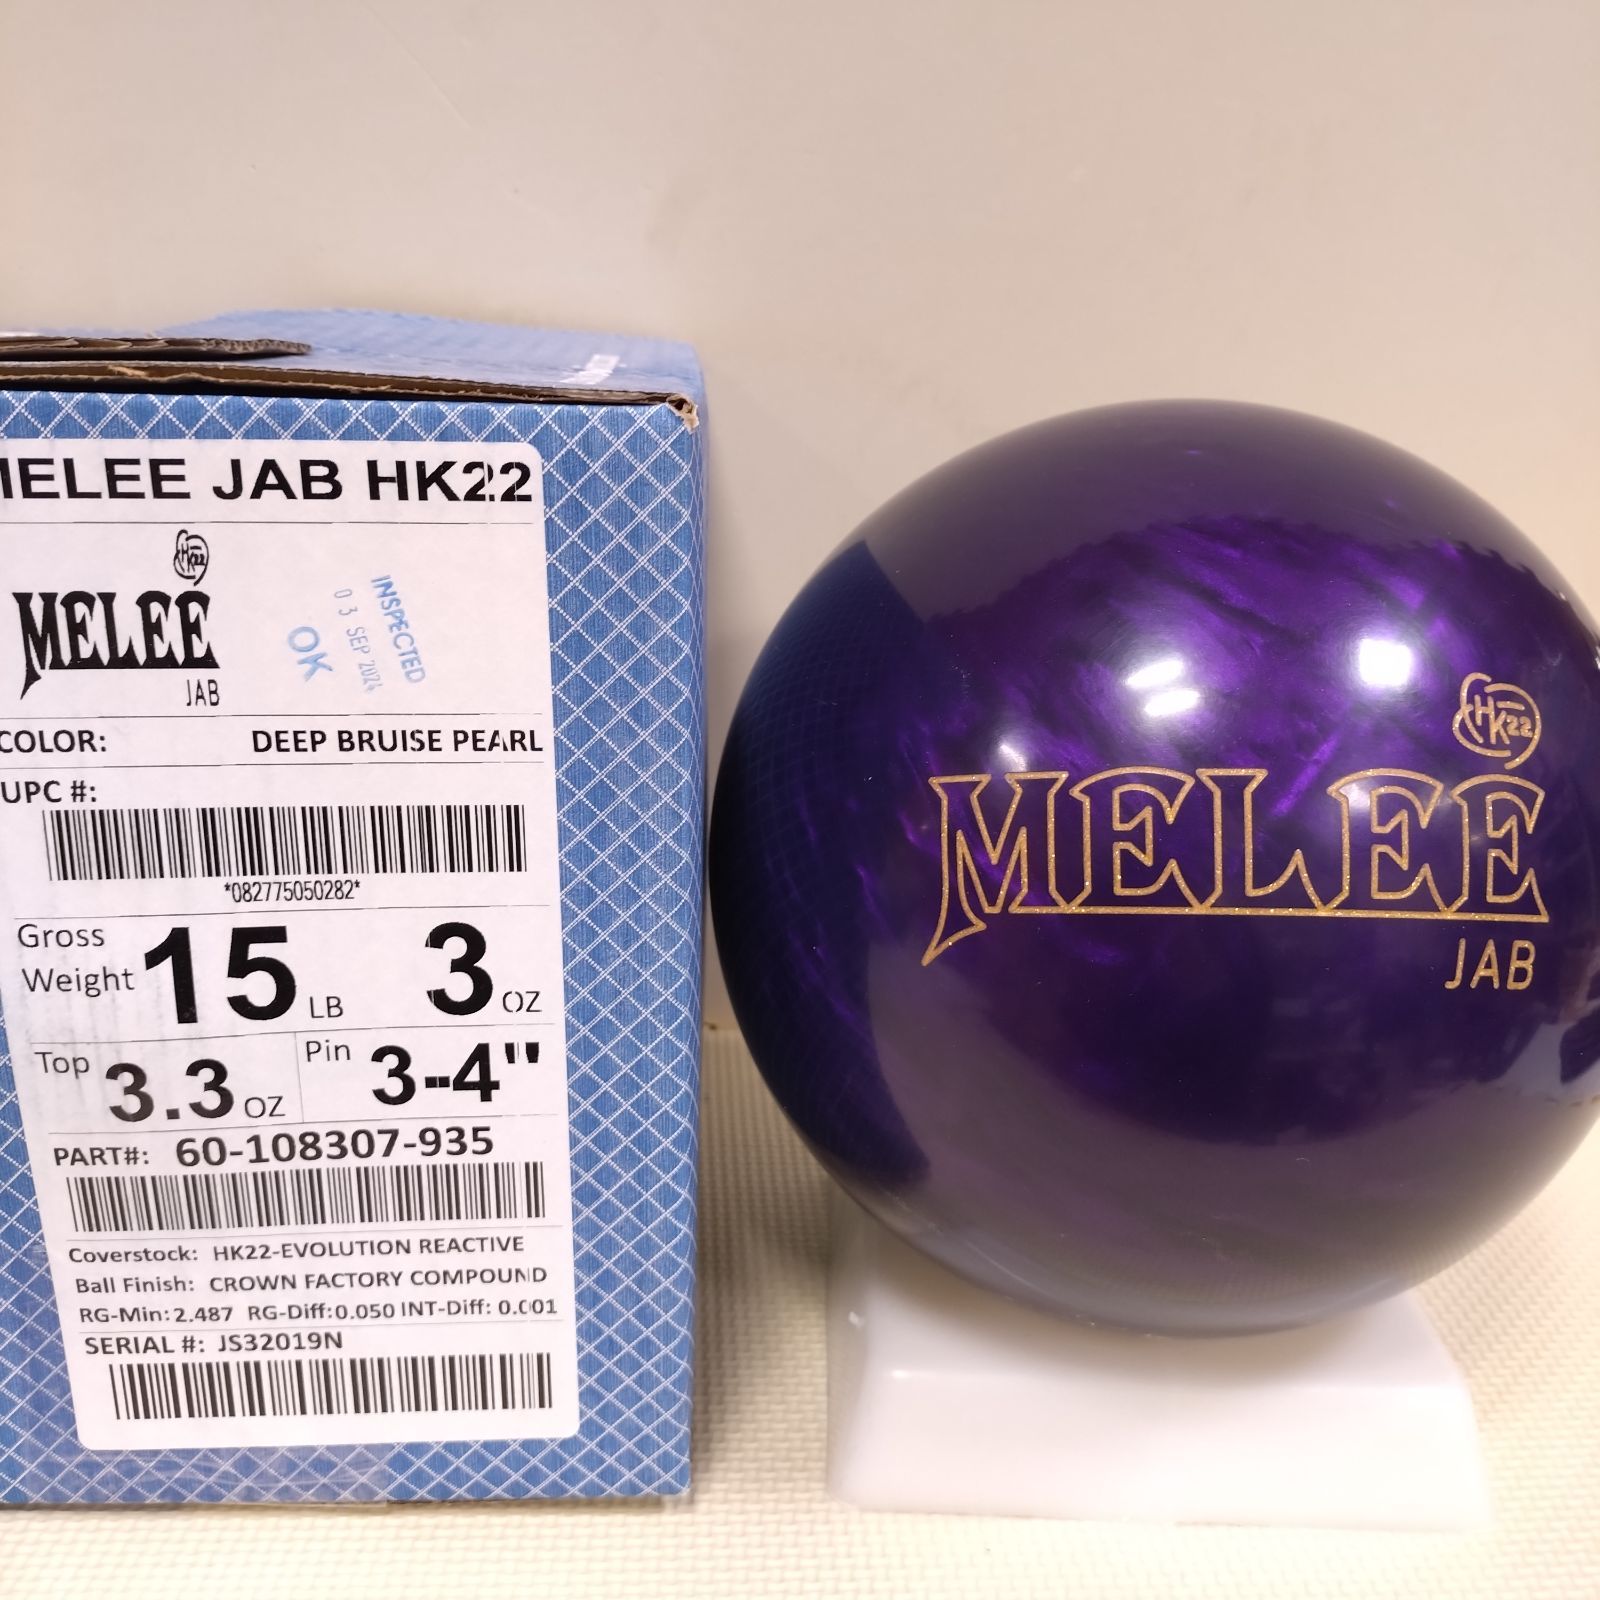 MELEE JAB HK22
HK22
MELEE
JAB
INSPECTED
03 SEP 2024
OK
COLOR: DEEP BRUISE PEARL
UPC #:
*082775050282*
Gross Weight 15 LB 3 OZ
Top 3.3 OZ Pin 3-4"
PART#: 60-108307-935
Coverstock: HK22-EVOLUTION REACTIVE
Ball Finish: CROWN FACTORY COMPOUND
RG-Min: 2.487 RG-Diff: 0.050 INT-Diff: 0.001
SERIAL #: JS32019N
HK22
MELEE
JAB